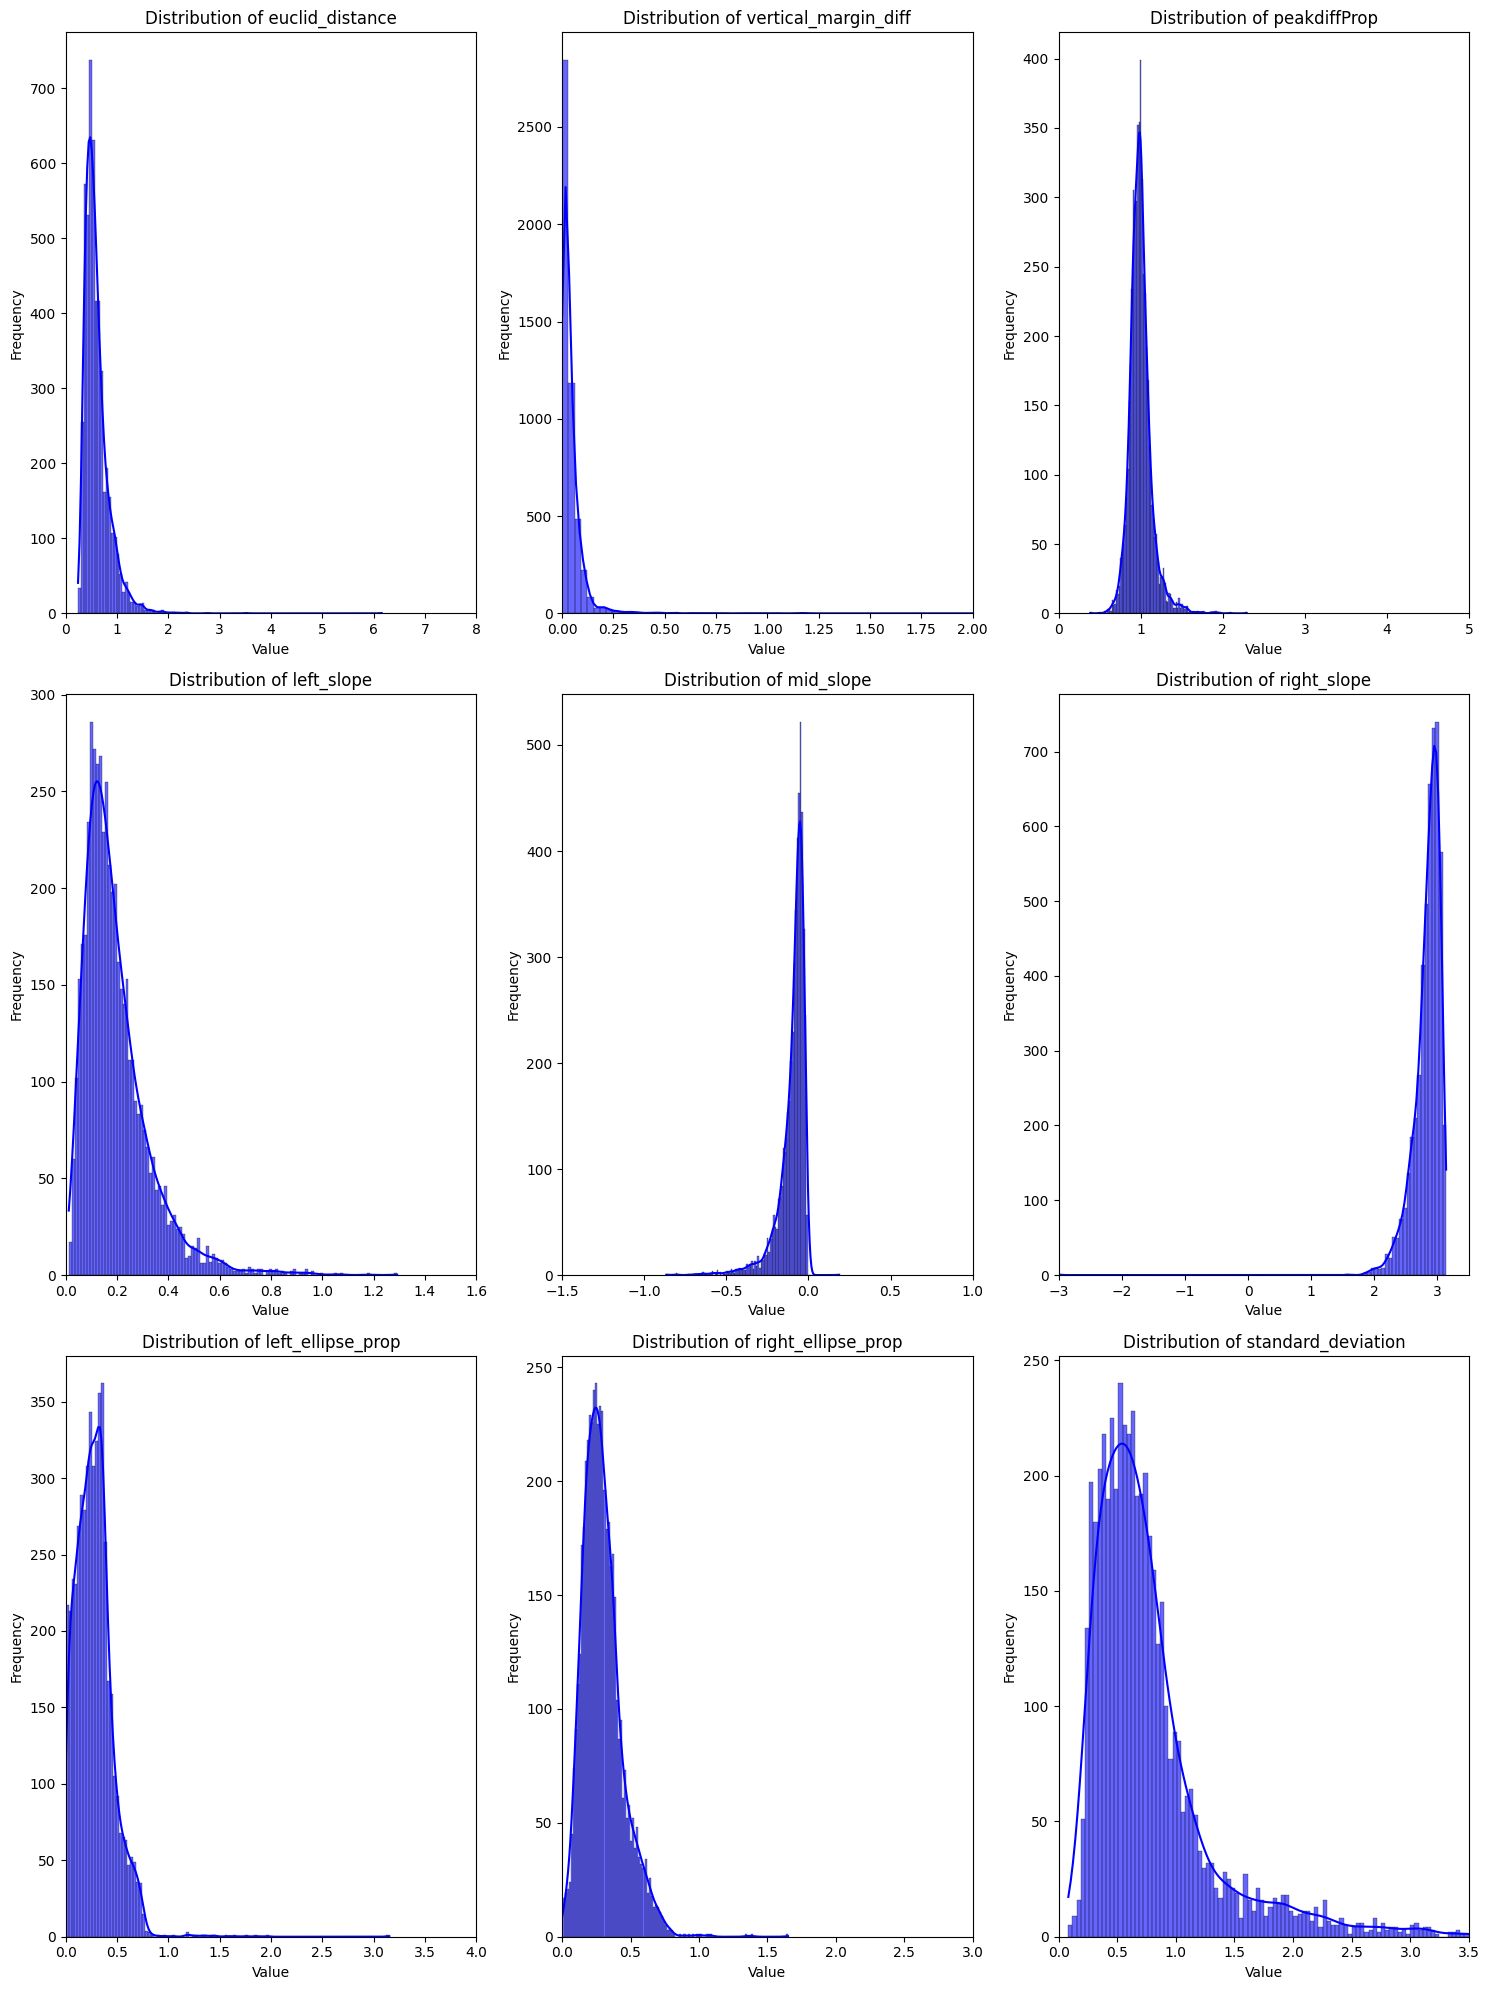 Distribution of euclid_distance
Distribution of vertical_margin_diff
Distribution of peakdiffProp
700
600
500
400
300
200
100
0
Frequency
0 1 2 3 4 5 6 7 8
Value
2500
2000
1500
1000
500
0
Frequency
0.00 0.25 0.50 0.75 1.00 1.25 1.50 1.75 2.00
Value
400
350
300
250
200
150
100
50
0
Frequency
0 1 2 3 4 5
Value
Distribution of left_slope
Distribution of mid_slope
Distribution of right_slope
300
250
200
150
100
50
0
Frequency
0.0 0.2 0.4 0.6 0.8 1.0 1.2 1.4 1.6
Value
500
400
300
200
100
0
Frequency
−1.5 −1.0 −0.5 0.0 0.5 1.0
Value
700
600
500
400
300
200
100
0
Frequency
−3 −2 −1 0 1 2 3
Value
Distribution of left_ellipse_prop
Distribution of right_ellipse_prop
Distribution of standard_deviation
350
300
250
200
150
100
50
0
Frequency
0.0 0.5 1.0 1.5 2.0 2.5 3.0 3.5 4.0
Value
250
200
150
100
50
0
Frequency
0.0 0.5 1.0 1.5 2.0 2.5 3.0
Value
250
200
150
100
50
0
Frequency
0.0 0.5 1.0 1.5 2.0 2.5 3.0 3.5
Value